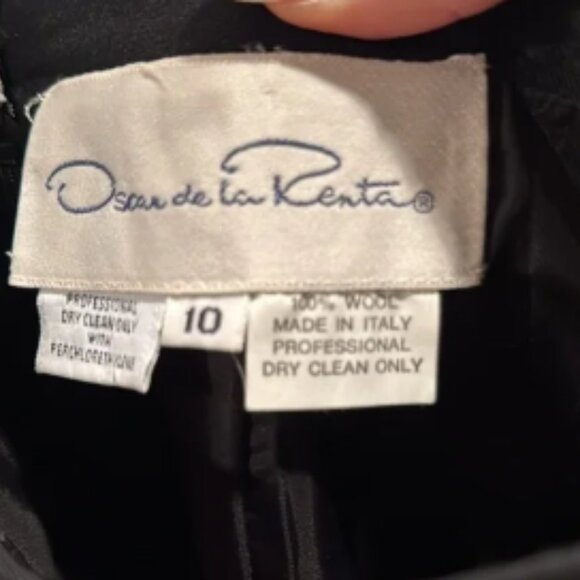 Oscar de la Renta®
PROFESSIONAL
DRY CLEAN ONLY
WITH
PERCHLORETHYLONE
10
100% WOOL
MADE IN ITALY
PROFESSIONAL
DRY CLEAN ONLY